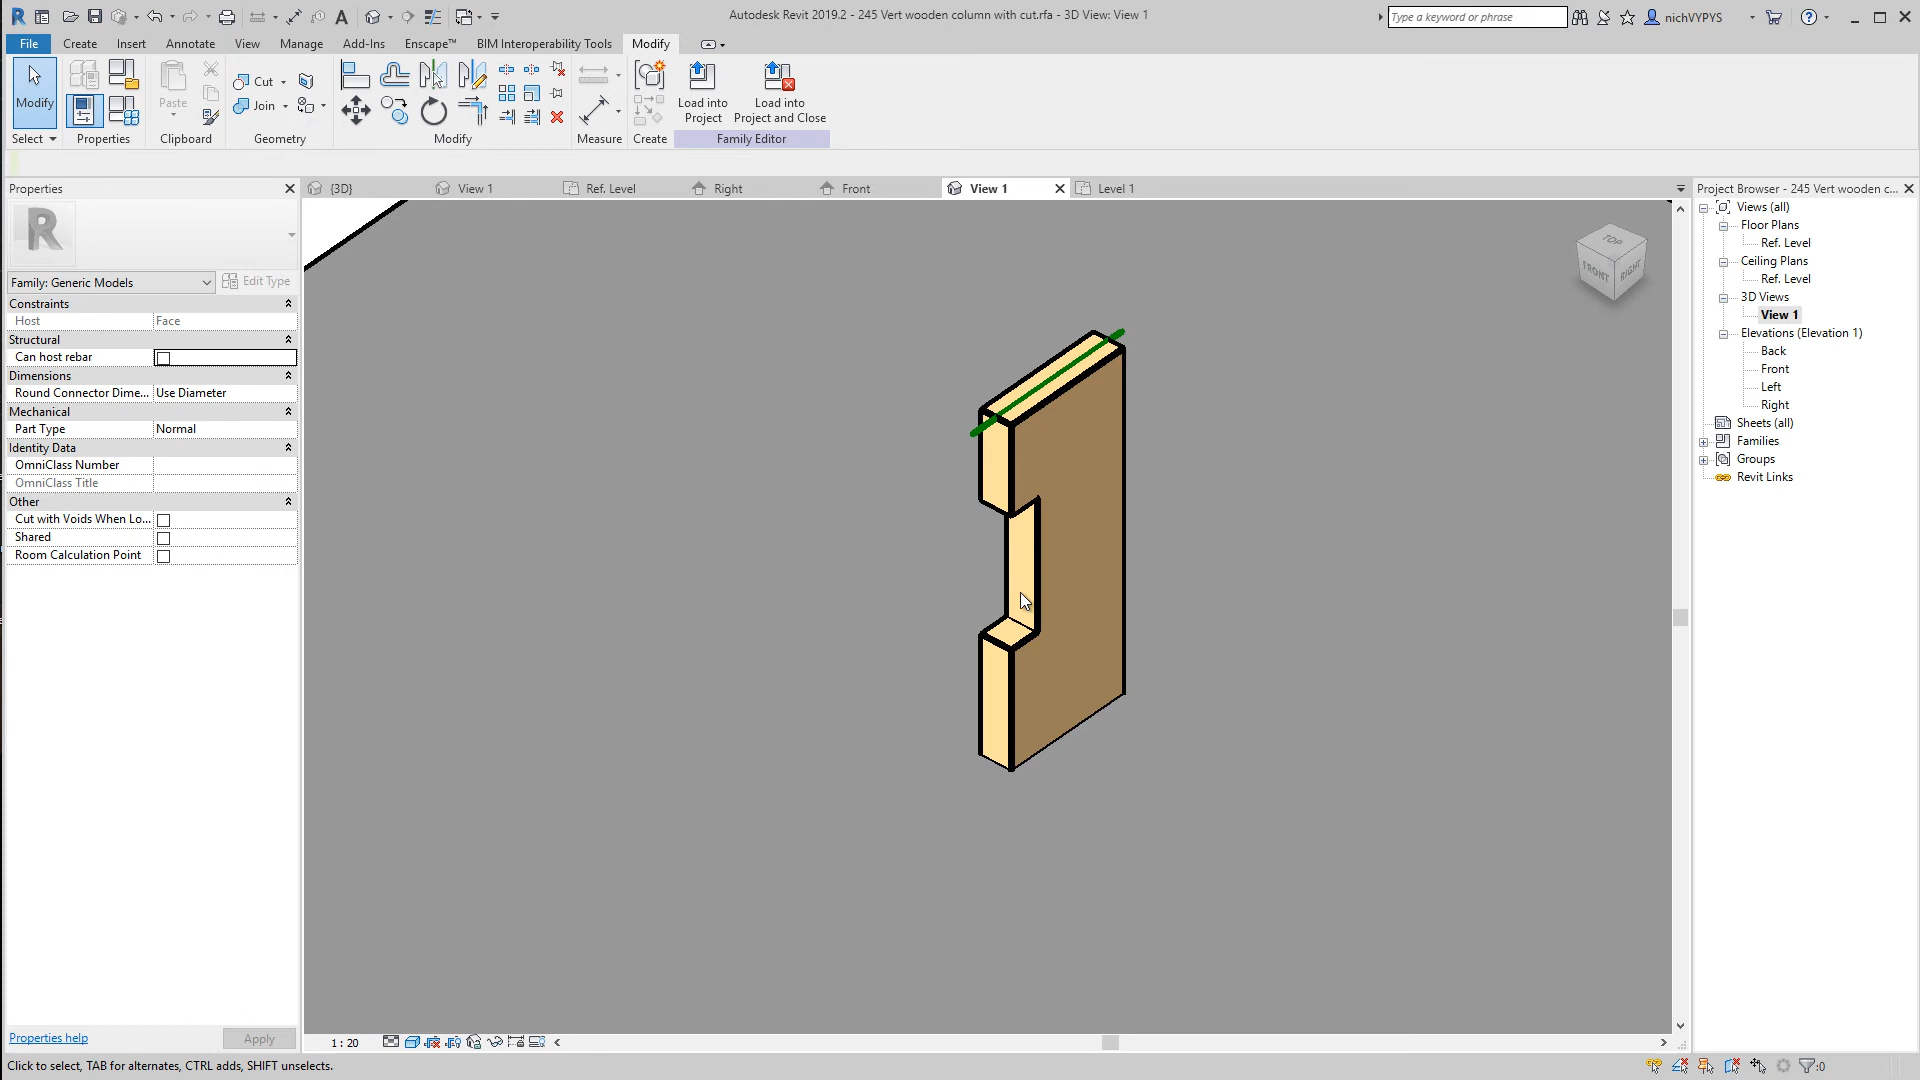 Autodesk Revit 2019.2 - 245 Vert wooden column with cut.rfa - 3D View: View 1
Type a keyword or phrase
nichVYPYS
File Create Insert Annotate View Manage Add-Ins Enscape™ BIM Interoperability Tools Modify
Modify
Paste
Cut
Join
Load into Project
Load into Project and Close
Select Properties Clipboard Geometry Modify Measure Create Family Editor
Properties
{3D} View 1 Ref. Level Right Front View 1 Level 1
Project Browser - 245 Vert wooden c...
R
Family: Generic Models
Edit Type
Constraints
Host Face
Structural
Can host rebar
Dimensions
Round Connector Dime... Use Diameter
Mechanical
Part Type Normal
Identity Data
OmniClass Number
OmniClass Title
Other
Cut with Voids When Lo...
Shared
Room Calculation Point
Properties help
Apply
TOP
FRONT
RIGHT
Views (all)
Floor Plans
Ref. Level
Ceiling Plans
Ref. Level
3D Views
View 1
Elevations (Elevation 1)
Back
Front
Left
Right
Sheets (all)
Families
Groups
Revit Links
1 : 20
Click to select, TAB for alternates, CTRL adds, SHIFT unselects.
:0